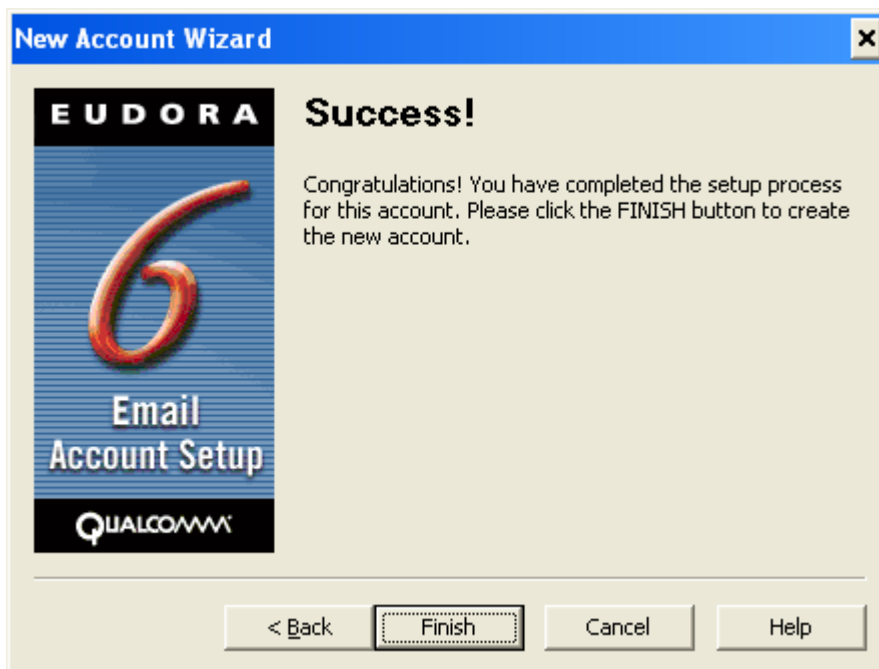 New Account Wizard
EUDORA
6
Email
Account Setup
QUALCOMM
Success!
Congratulations! You have completed the setup process
for this account. Please click the FINISH button to create
the new account.
< Back
Finish
Cancel
Help